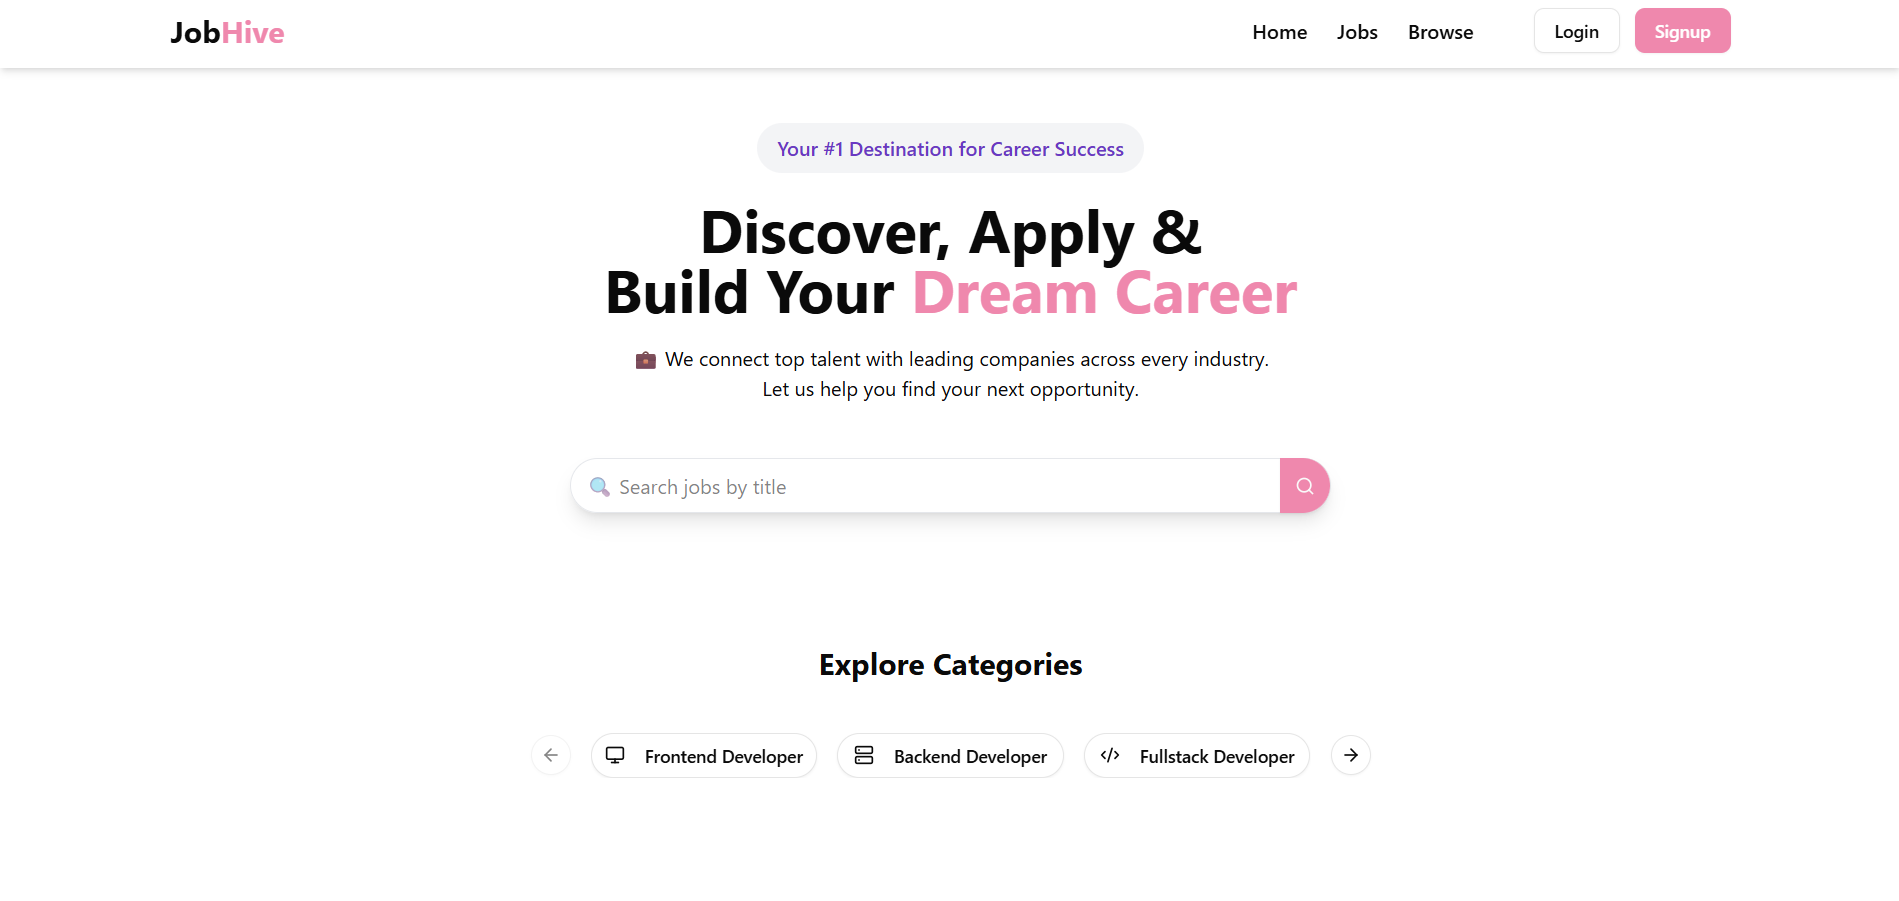 JobHive
Home
Jobs
Browse
Login
Signup
Your #1 Destination for Career Success
Discover, Apply &
Build Your Dream Career
We connect top talent with leading companies across every industry.
Let us help you find your next opportunity.
Search jobs by title
Explore Categories
Frontend Developer
Backend Developer
Fullstack Developer